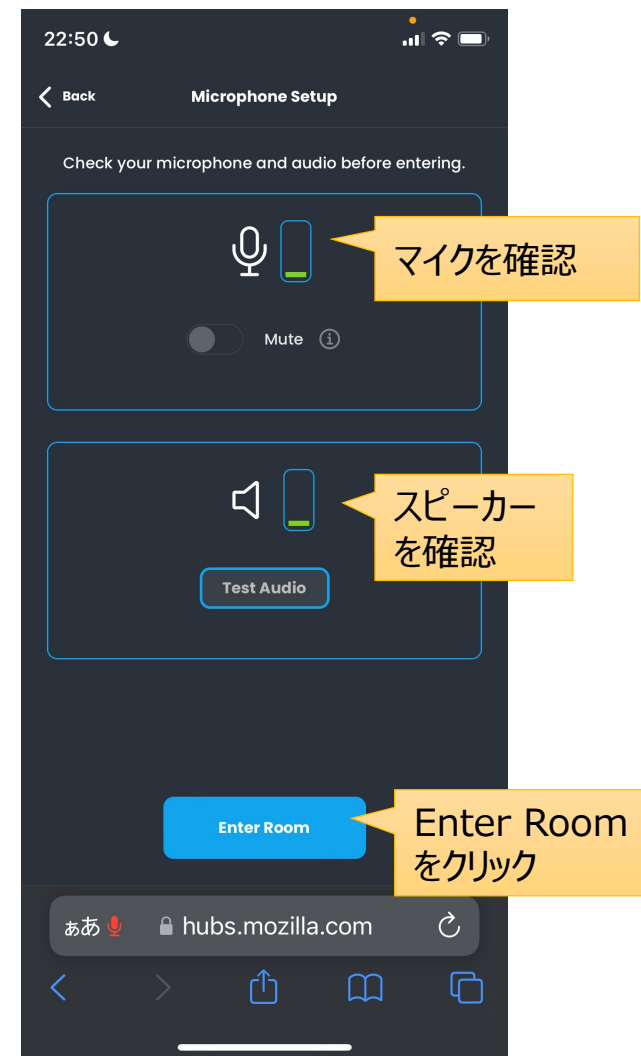 22:50
Back
Microphone Setup
Check your microphone and audio before entering.
マイクを確認
Mute
スピーカー
を確認
Test Audio
Enter Room
Enter Room
をクリック
ぁあ hubs.mozilla.com